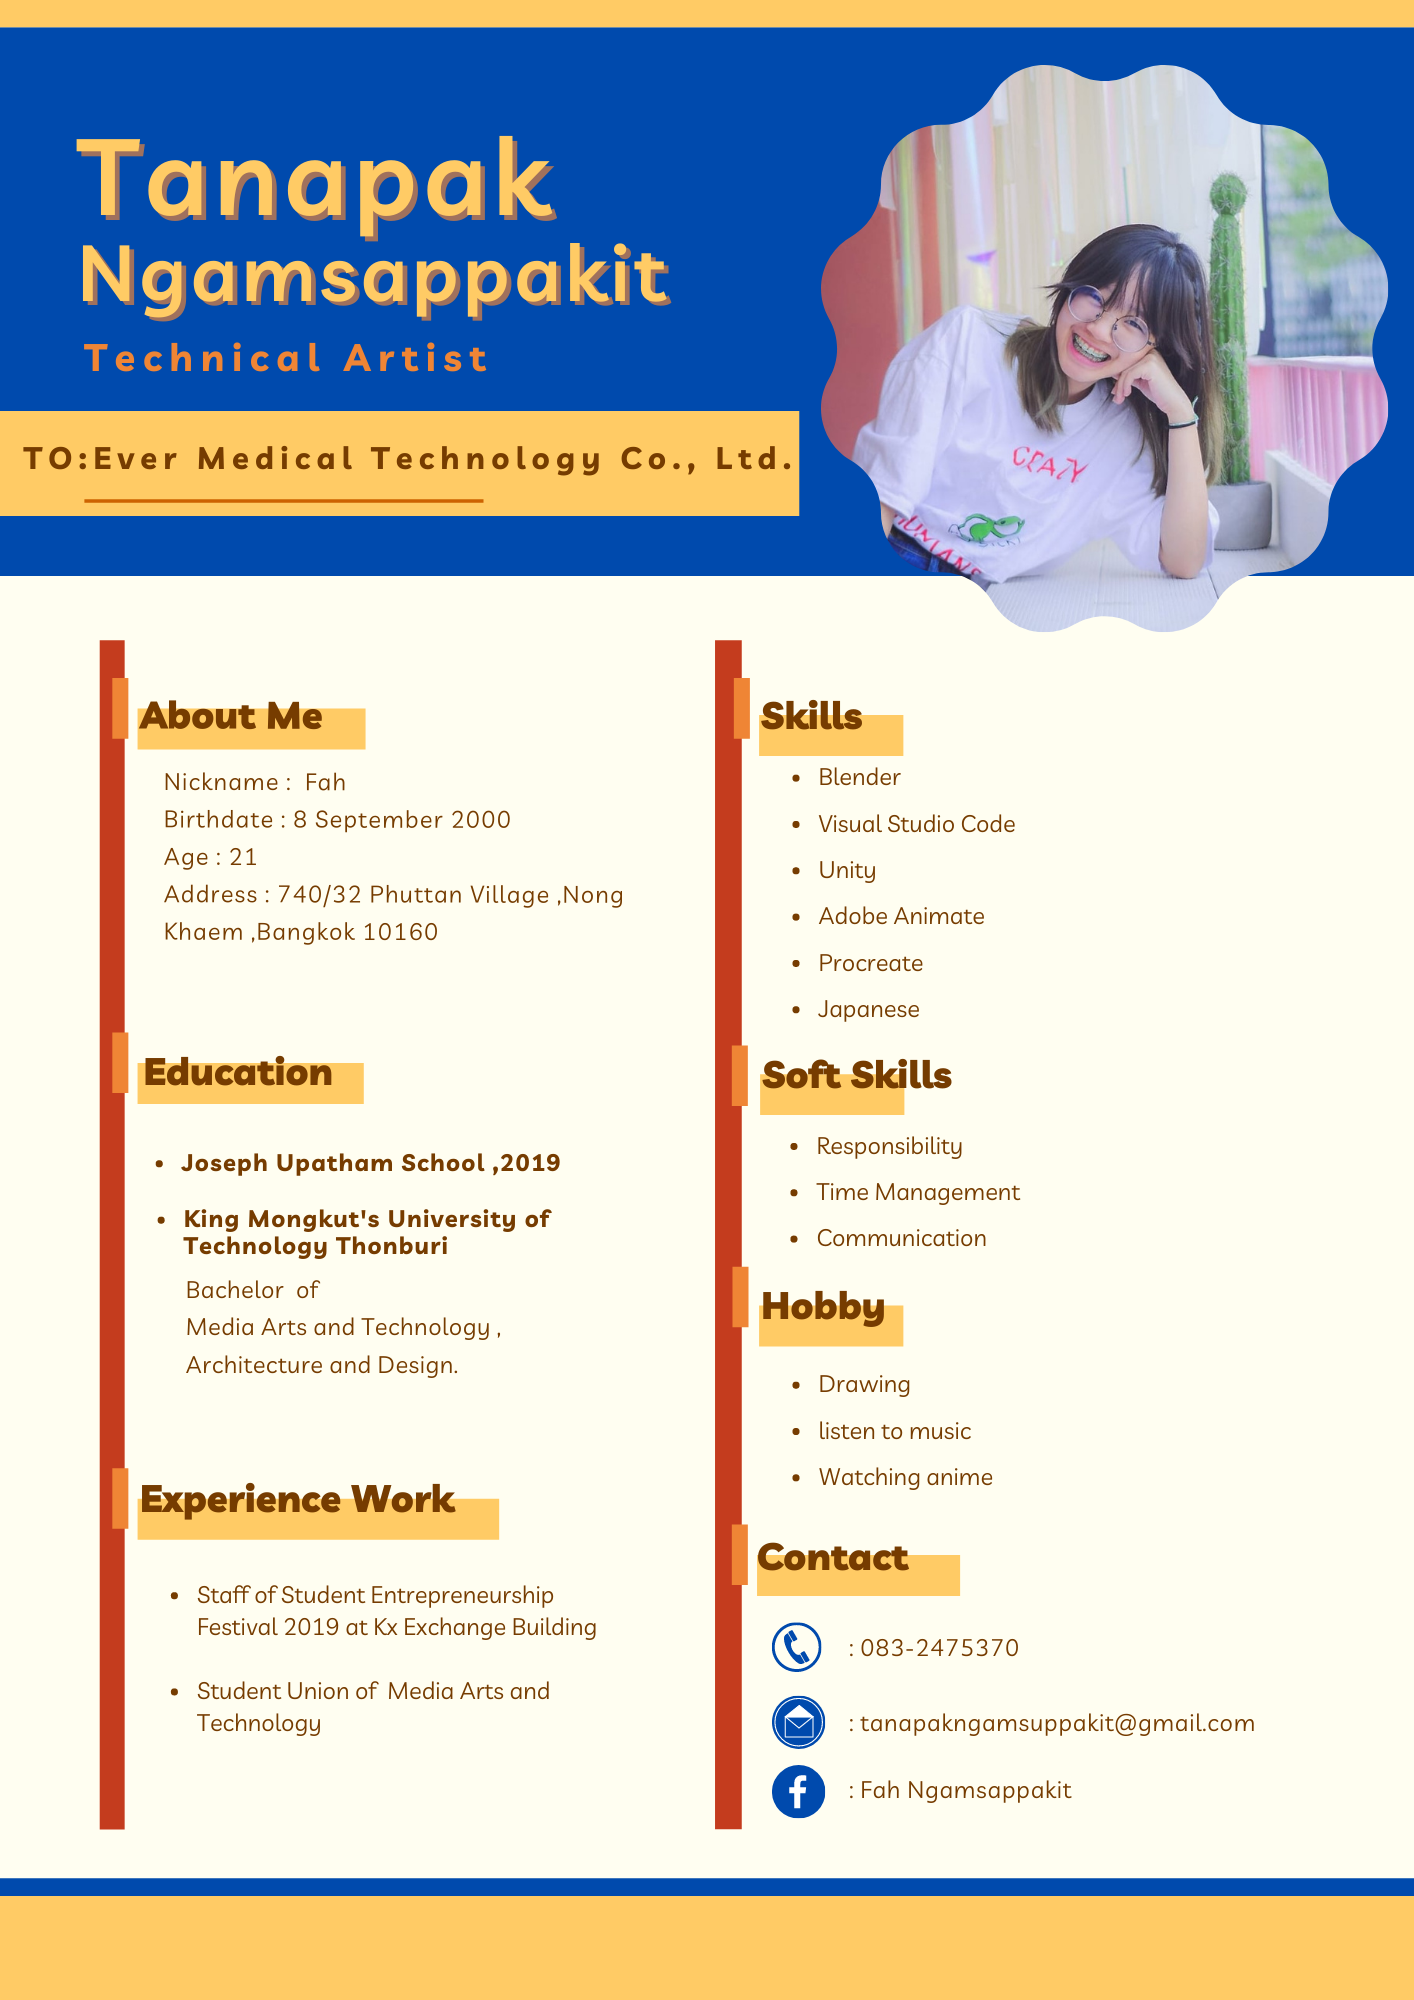 Tanapak
Ngamsappakit
Technical Artist
TO:Ever Medical Technology Co., Ltd.
CRAZY
HUMANS
About Me
Nickname :  Fah
Birthdate : 8 September 2000
Age : 21
Address : 740/32 Phuttan Village ,Nong
Khaem ,Bangkok 10160
Education
• Joseph Upatham School ,2019
• King Mongkut's University of
Technology Thonburi
Bachelor  of
Media Arts and Technology ,
Architecture and Design.
Experience Work
• Staff of Student Entrepreneurship
Festival 2019 at Kx Exchange Building
• Student Union of  Media Arts and
Technology
Skills
• Blender
• Visual Studio Code
• Unity
• Adobe Animate
• Procreate
• Japanese
Soft Skills
• Responsibility
• Time Management
• Communication
Hobby
• Drawing
• listen to music
• Watching anime
Contact
: 083-2475370
: tanapakngamsuppakit@gmail.com
: Fah Ngamsappakit